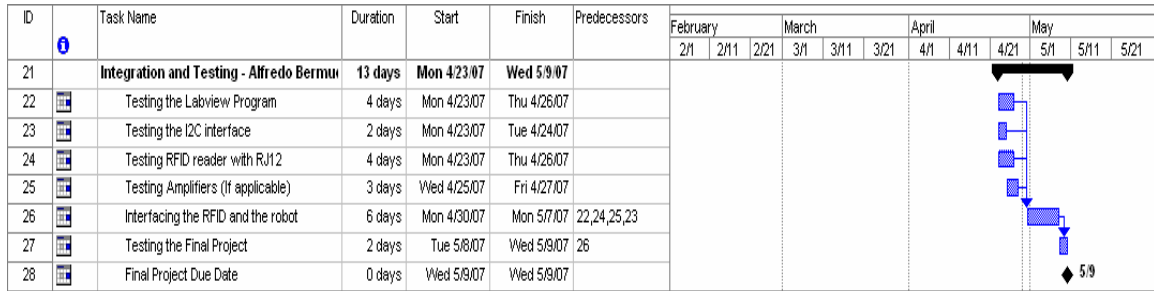 ID Task Name Duration Start Finish Predecessors February March April May
2/1 2/11 2/21 3/1 3/11 3/21 4/1 4/11 4/21 5/1 5/11 5/21
21 Integration and Testing - Alfredo 13 days Mon 4/23/07 Wed 5/9/07
22 Testing the Labview Program 4 days Mon 4/23/07 Thu 4/26/07
23 Testing the I2C interface 2 days Mon 4/23/07 Tue 4/24/07
24 Testing RFID reader with RJ12 4 days Mon 4/23/07 Thu 4/26/07
25 Testing Amplifiers (If applicable) 3 days Wed 4/25/07 Fri 4/27/07
26 Interfacing the RFID and the robot 6 days Mon 4/30/07 Mon 5/7/07 22,24,25,23
27 Testing the Final Project 2 days Tue 5/8/07 Wed 5/9/07 26
28 Final Project Due Date 0 days Wed 5/9/07 Wed 5/9/07 5/9